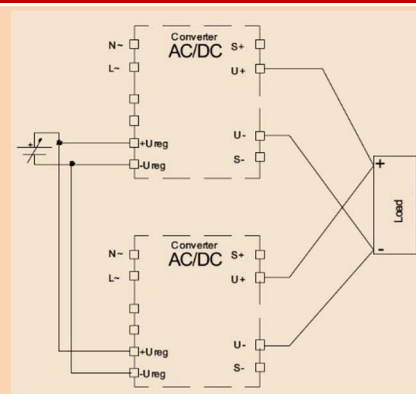 Converter
AC/DC
N~
S+
L~
U+
+Ureg
U-
-Ureg
S-
+
+
-
Load
Converter
AC/DC
N~
S+
L~
U+
U-
+Ureg
S-
-Ureg